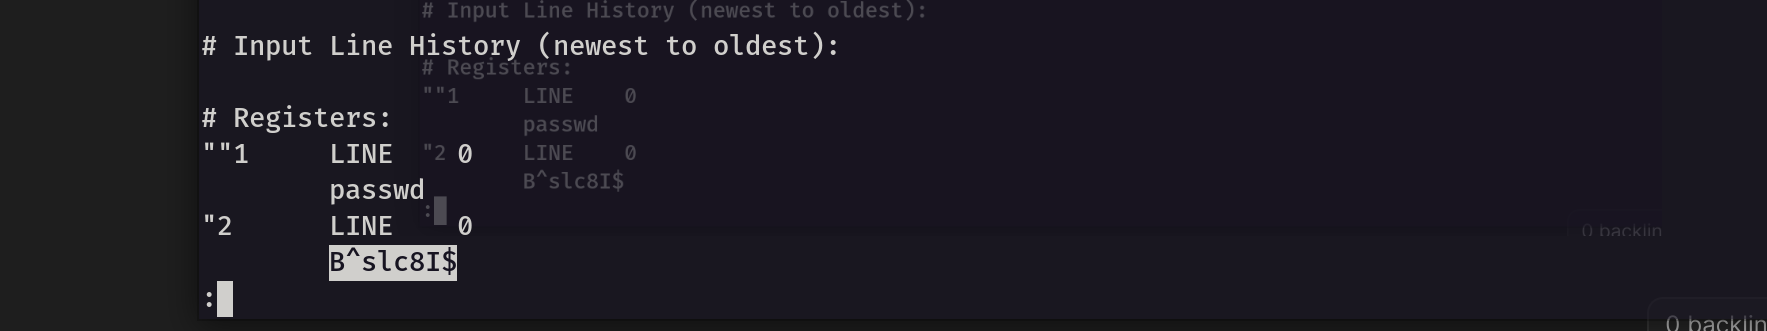 # Input Line History (newest to oldest):
# Input Line History (newest to oldest):
# Registers:
""1 LINE 0
passwd
"2 LINE 0
B^slc8I$
:
# Registers:
""1 LINE 0
passwd
"2 LINE 0
B^slc8I$
:
0 backlin
0 backlin